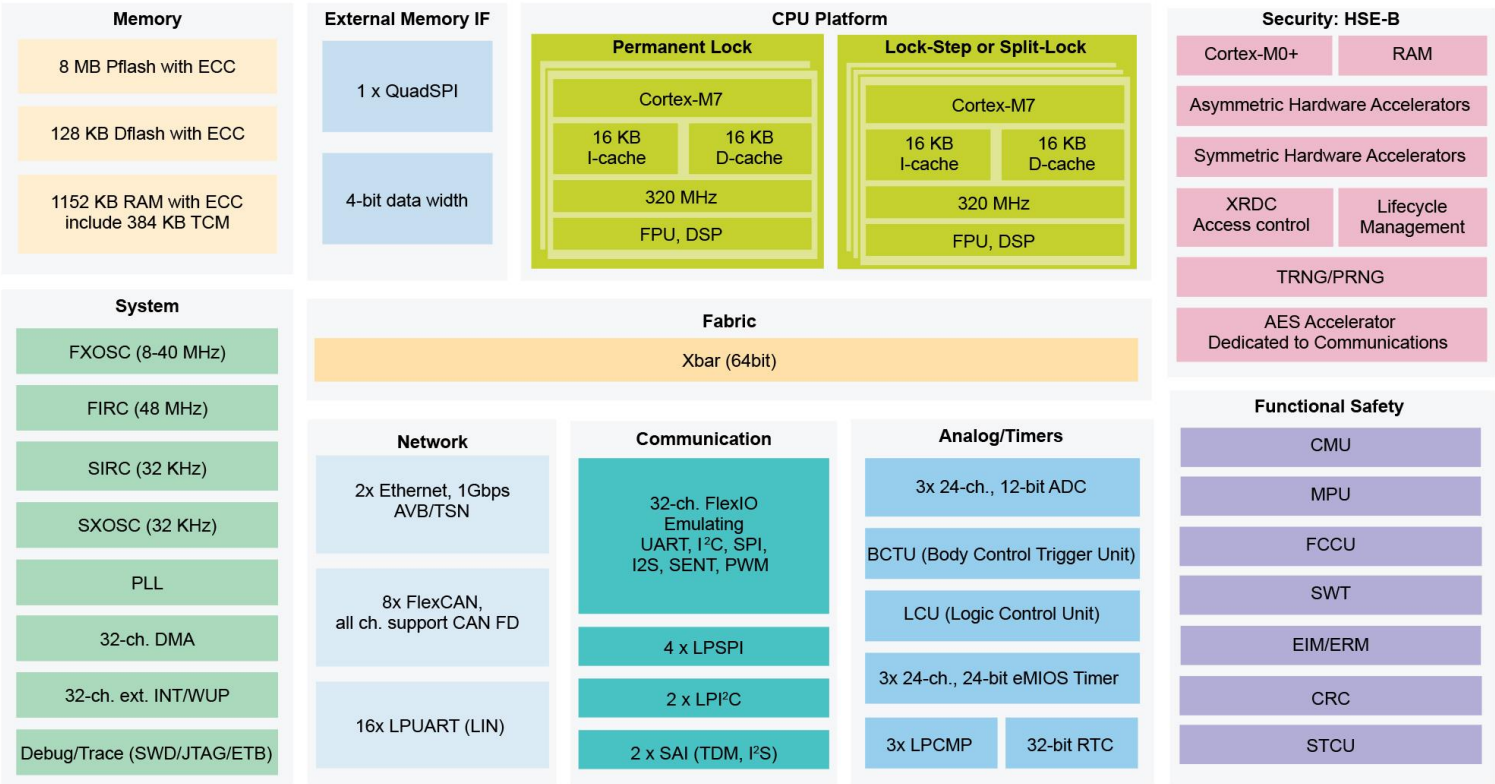 Memory
8 MB Pflash with ECC
128 KB Dflash with ECC
1152 KB RAM with ECC
include 384 KB TCM
External Memory IF
1 x QuadSPI
4-bit data width
CPU Platform
Permanent Lock
Cortex-M7
16 KB
I-cache
16 KB
D-cache
320 MHz
FPU, DSP
Lock-Step or Split-Lock
Cortex-M7
16 KB
I-cache
16 KB
D-cache
320 MHz
FPU, DSP
Security: HSE-B
Cortex-M0+
RAM
Asymmetric Hardware Accelerators
Symmetric Hardware Accelerators
XRDC
Access control
Lifecycle
Management
TRNG/PRNG
AES Accelerator
Dedicated to Communications
System
FXOSC (8-40 MHz)
FIRC (48 MHz)
SIRC (32 KHz)
SXOSC (32 KHz)
PLL
32-ch. DMA
32-ch. ext. INT/WUP
Debug/Trace (SWD/JTAG/ETB)
Fabric
Xbar (64bit)
Network
2x Ethernet, 1Gbps
AVB/TSN
8x FlexCAN,
all ch. support CAN FD
16x LPUART (LIN)
Communication
32-ch. FlexIO
Emulating
UART, I²C, SPI,
I2S, SENT, PWM
4 x LPSPI
2 x LPI²C
2 x SAI (TDM, I²S)
Analog/Timers
3x 24-ch., 12-bit ADC
BCTU (Body Control Trigger Unit)
LCU (Logic Control Unit)
3x 24-ch., 24-bit eMIOS Timer
3x LPCMP
32-bit RTC
Functional Safety
CMU
MPU
FCCU
SWT
EIM/ERM
CRC
STCU